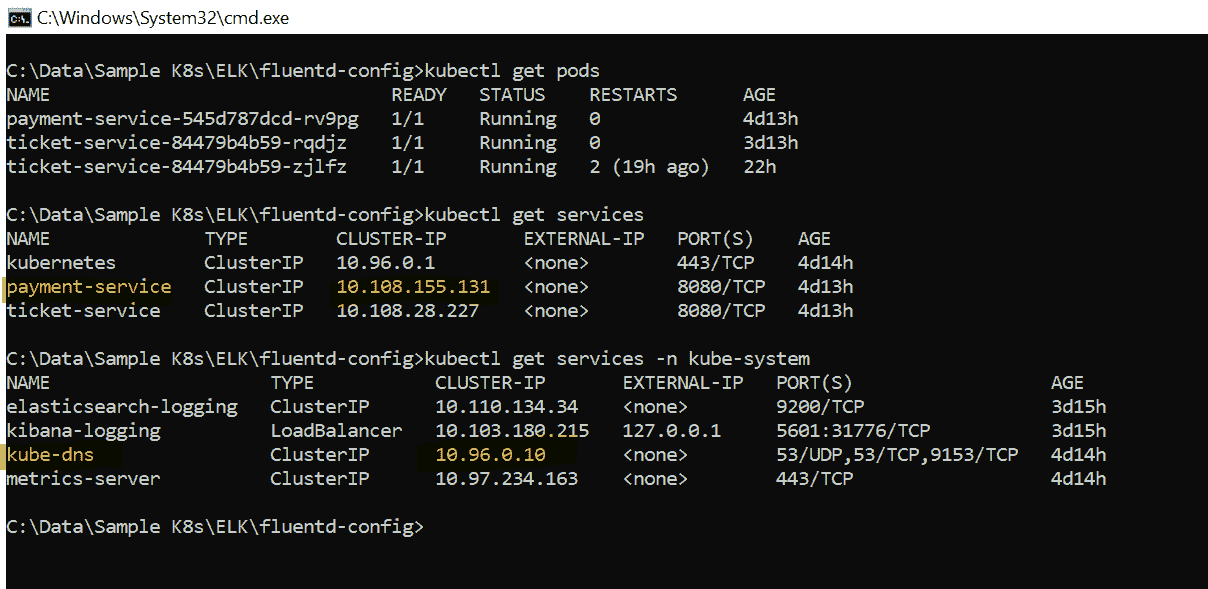 C:\Windows\System32\cmd.exe
C:\Data\Sample K8s\ELK\fluentd-config>kubectl get pods
NAME READY STATUS RESTARTS AGE
payment-service-545d787dcd-rv9pg 1/1 Running 0 4d13h
ticket-service-84479b4b59-rqdjz 1/1 Running 0 3d13h
ticket-service-84479b4b59-zjlfz 1/1 Running 2 (19h ago) 22h
C:\Data\Sample K8s\ELK\fluentd-config>kubectl get services
NAME TYPE CLUSTER-IP EXTERNAL-IP PORT(S) AGE
kubernetes ClusterIP 10.96.0.1 <none> 443/TCP 4d14h
payment-service ClusterIP 10.108.155.131 <none> 8080/TCP 4d13h
ticket-service ClusterIP 10.108.28.227 <none> 8080/TCP 4d13h
C:\Data\Sample K8s\ELK\fluentd-config>kubectl get services -n kube-system
NAME TYPE CLUSTER-IP EXTERNAL-IP PORT(S) AGE
elasticsearch-logging ClusterIP 10.110.134.34 <none> 9200/TCP 3d15h
kibana-logging LoadBalancer 10.103.180.215 127.0.0.1 5601:31776/TCP 3d15h
kube-dns ClusterIP 10.96.0.10 <none> 53/UDP,53/TCP,9153/TCP 4d14h
metrics-server ClusterIP 10.97.234.163 <none> 443/TCP 4d14h
C:\Data\Sample K8s\ELK\fluentd-config>